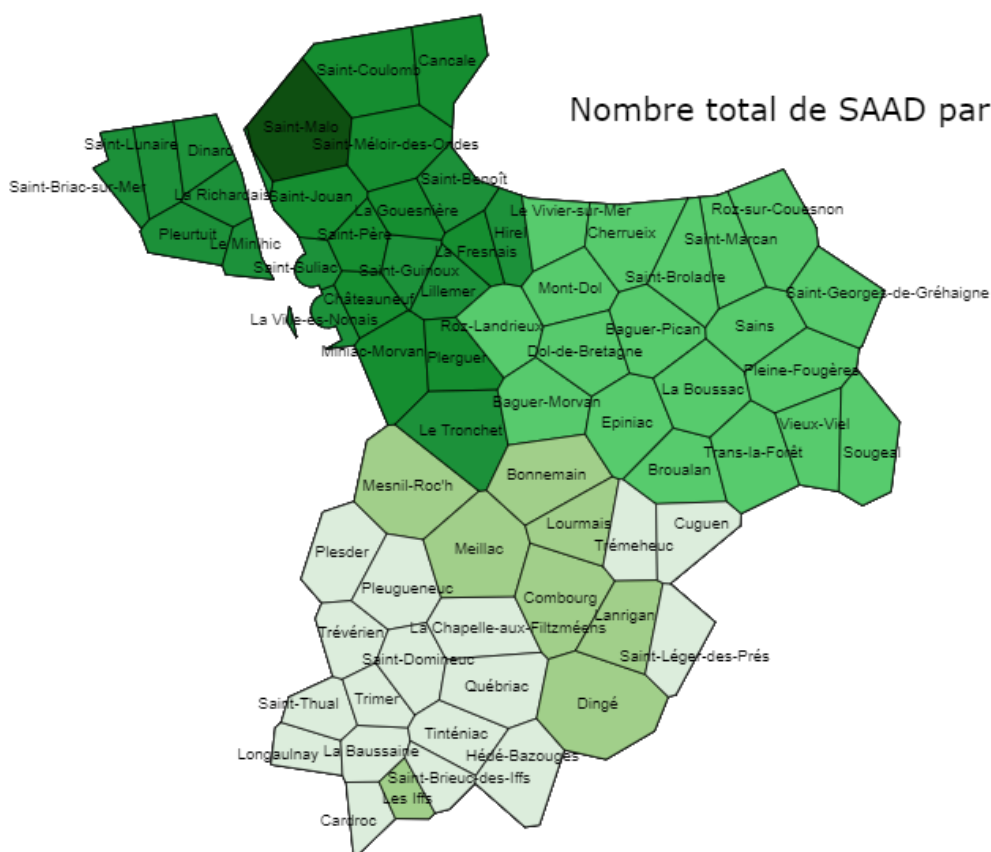 Saint-Coulomb
Cancale
Nombre total de SAAD par
Saint-Malo
Saint-Lunaire
Dinard
Saint-Méloir-des-Ondes
Saint-Briac-sur-Mer
La Richardais
Saint-Jouan
Saint-Benoît
La Gouesnière
Le Vivier-sur-Mer
Roz-sur-Couesnon
Pleurtuit
Le Minihic
Saint-Père
Hirel
Cherrueix
Saint-Marcan
La Fresnais
Saint-Suliac
Saint-Guinoux
Saint-Broladre
Châteauneuf
Lillemer
Mont-Dol
Saint-Georges-de-Gréhaigne
La Ville-ès-Nonais
Roz-Landrieux
Baguer-Pican
Sains
Miniac-Morvan
Plerguer
Dol-de-Bretagne
Pleine-Fougères
La Boussac
Baguer-Morvan
Le Tronchet
Epiniac
Vieux-Viel
Trans-la-Forêt
Sougeal
Broualan
Bonnemain
Mesnil-Roc'h
Lourmais
Cuguen
Plesder
Meillac
Trémeheuc
Pleugueneuc
Combourg
Lanrigan
La Chapelle-aux-Filtzméens
Trévérien
Saint-Domineuc
Saint-Léger-des-Prés
Québriac
Saint-Thual
Trimer
Dingé
Tinténiac
Longaulnay
La Baussaine
Hédé-Bazouges
Saint-Brieuc-des-Iffs
Les Iffs
Cardroc